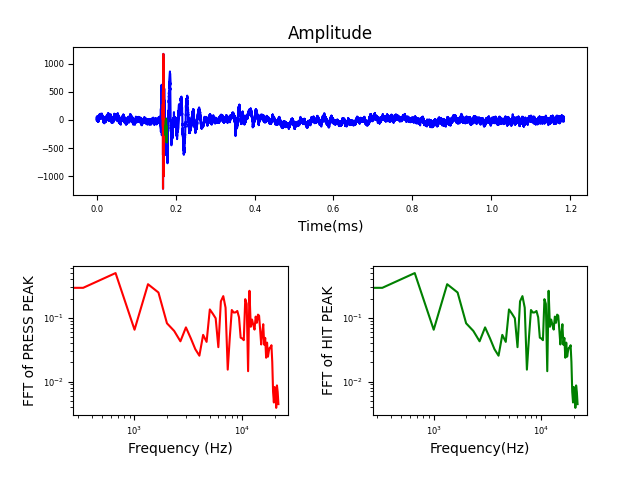 Amplitude
1000
500
0
−500
−1000
0.0 0.2 0.4 0.6 0.8 1.0 1.2
Time(ms)
FFT of PRESS PEAK
10⁻¹
10⁻²
10³ 10⁴
Frequency (Hz)
FFT of HIT PEAK
10⁻¹
10⁻²
10³ 10⁴
Frequency(Hz)